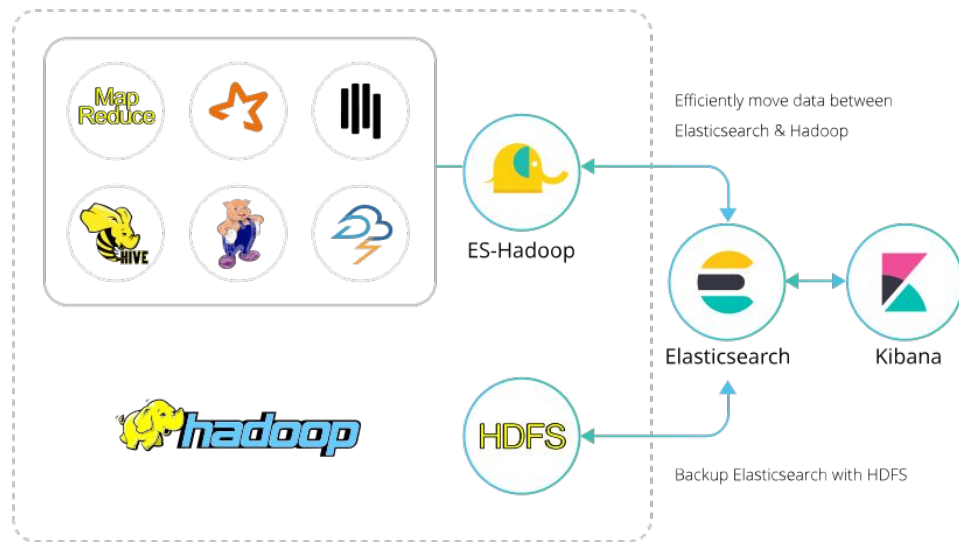 Map
Reduce
HIVE
ES-Hadoop
Efficiently move data between
Elasticsearch & Hadoop
Elasticsearch
Kibana
hadoop
HDFS
Backup Elasticsearch with HDFS